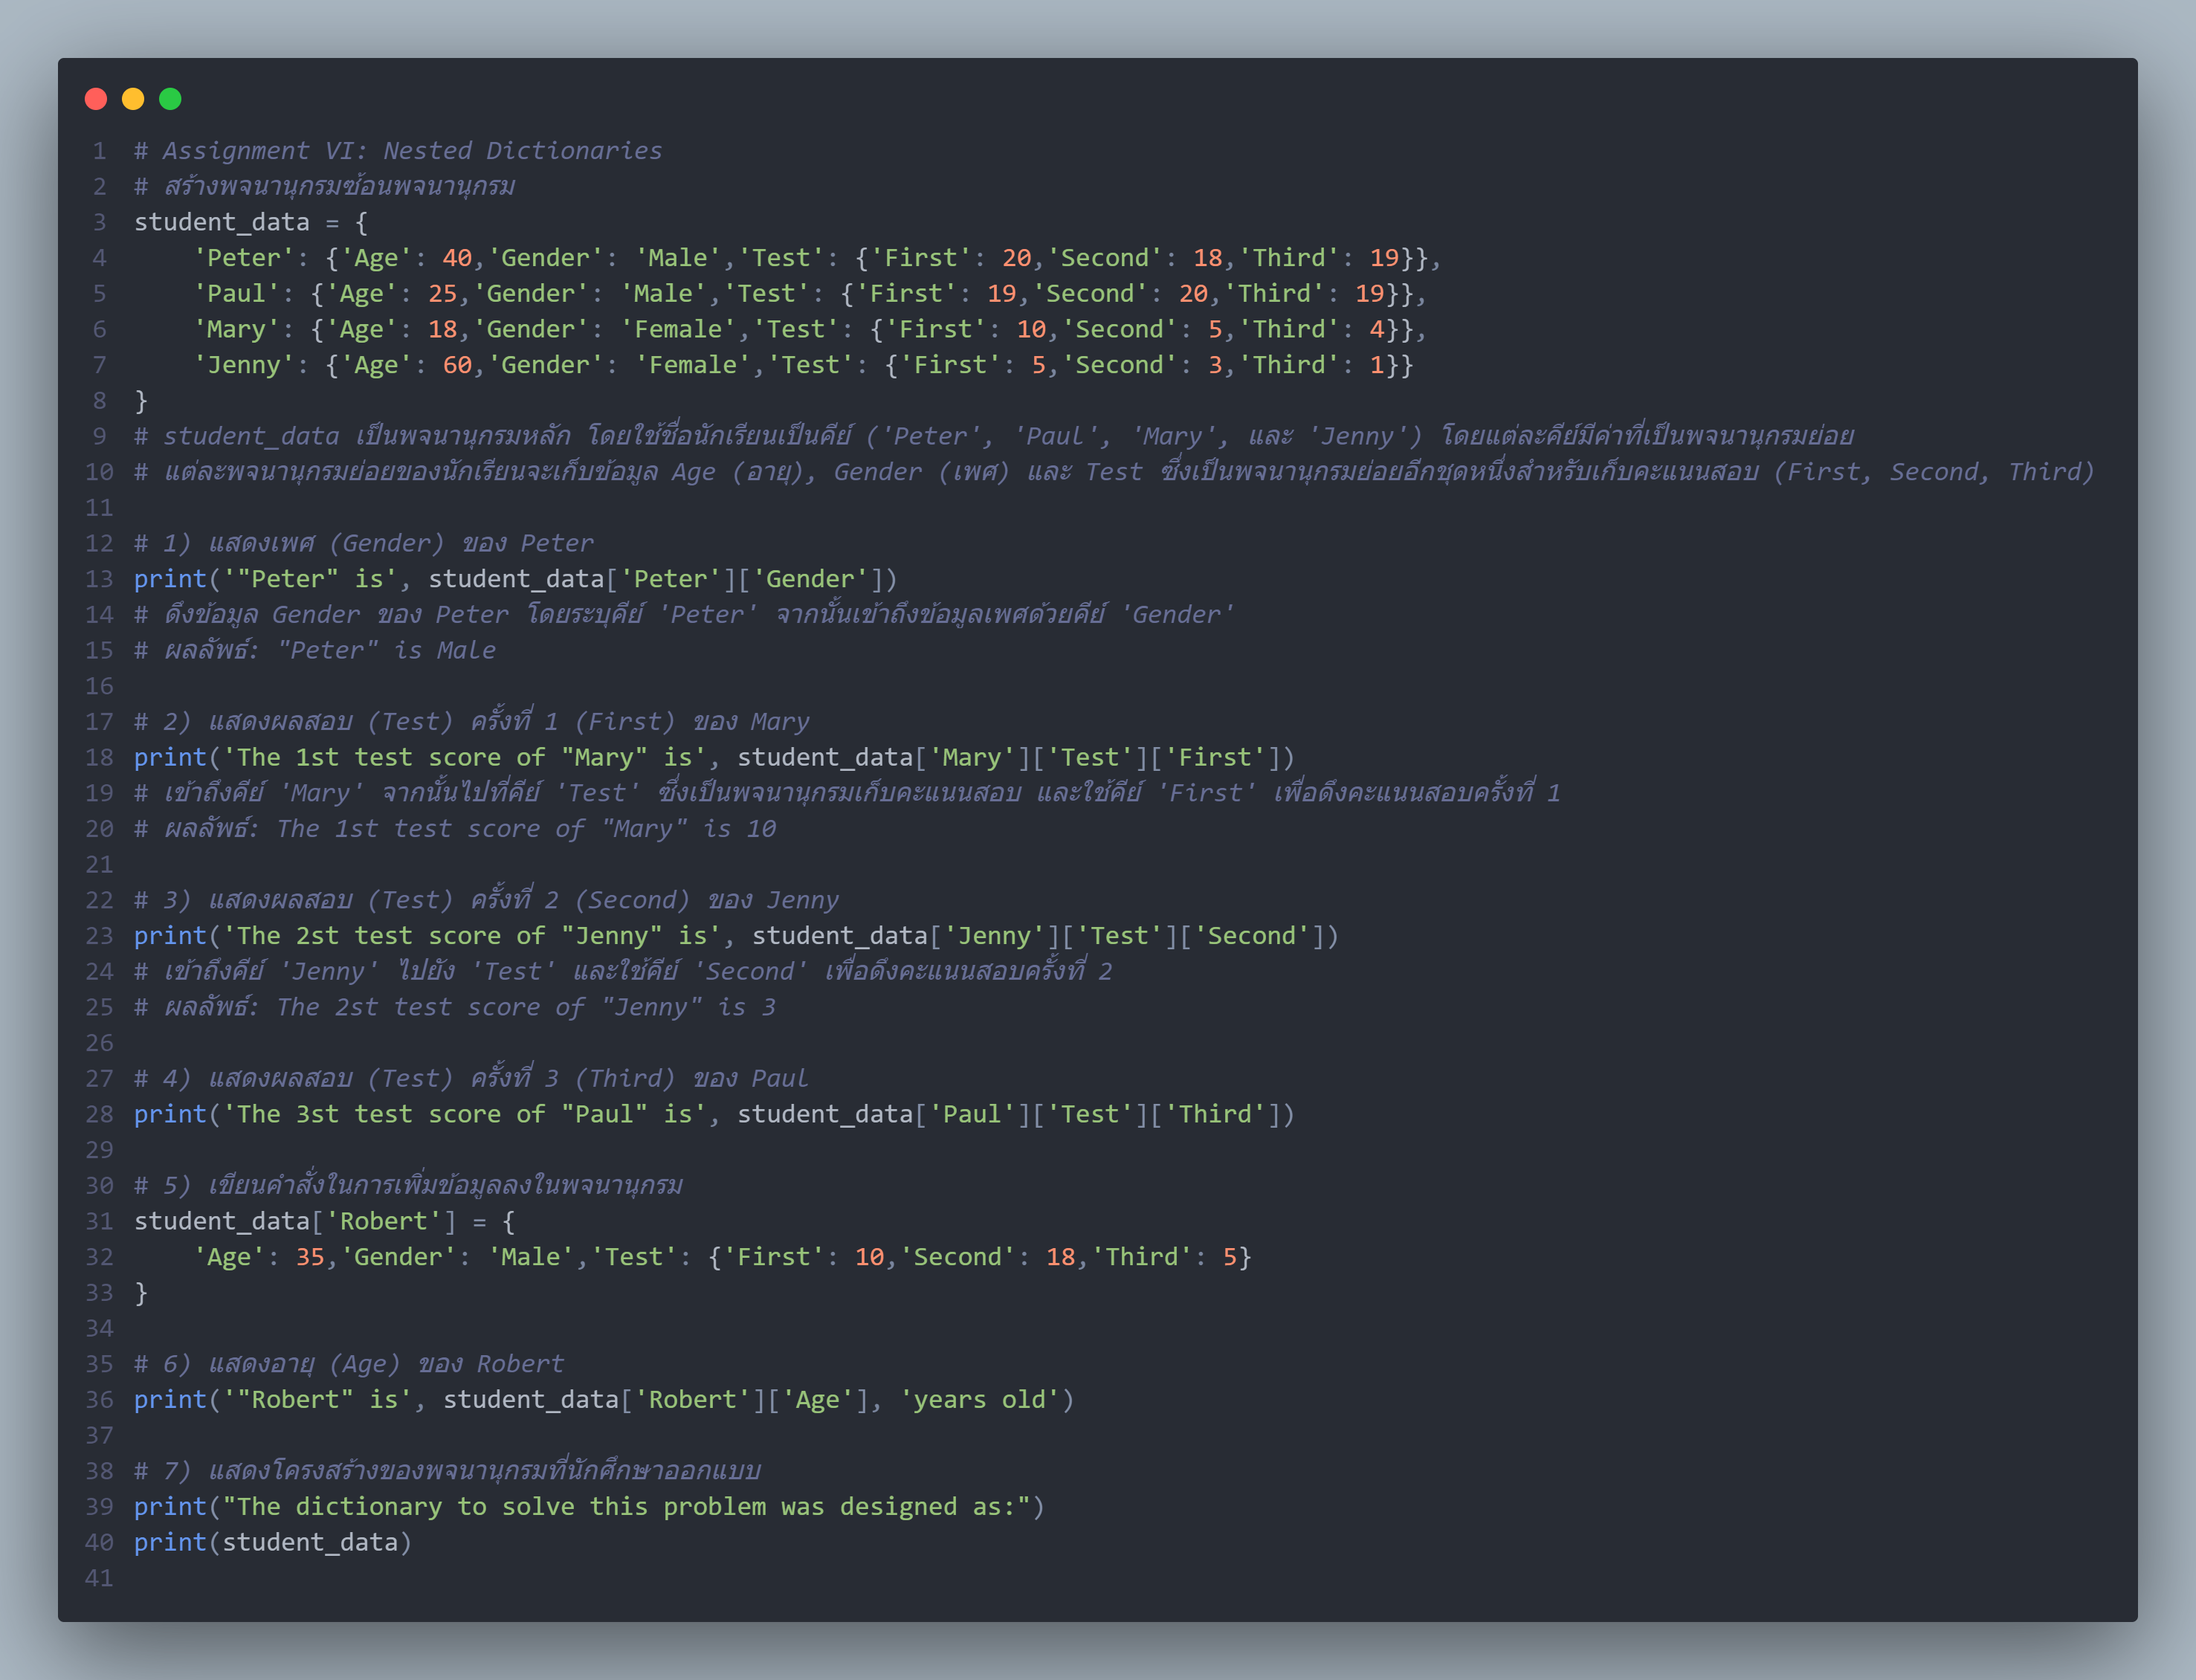 1 # Assignment VI: Nested Dictionaries
2 # สร้างพจนานุกรมซ้อนพจนานุกรม
3 student_data = {
4     'Peter': {'Age': 40,'Gender': 'Male','Test': {'First': 20,'Second': 18,'Third': 19}},
5     'Paul': {'Age': 25,'Gender': 'Male','Test': {'First': 19,'Second': 20,'Third': 19}},
6     'Mary': {'Age': 18,'Gender': 'Female','Test': {'First': 10,'Second': 5,'Third': 4}},
7     'Jenny': {'Age': 60,'Gender': 'Female','Test': {'First': 5,'Second': 3,'Third': 1}}
8 }
9 # student_data เป็นพจนานุกรมหลัก โดยใช้ชื่อนักเรียนเป็นคีย์ ('Peter', 'Paul', 'Mary', และ 'Jenny') โดยแต่ละคีย์มีค่าที่เป็นพจนานุกรมย่อย
10 # แต่ละพจนานุกรมย่อยของนักเรียนจะเก็บข้อมูล Age (อายุ), Gender (เพศ) และ Test ซึ่งเป็นพจนานุกรมย่อยอีกชุดหนึ่งสำหรับเก็บคะแนนสอบ (First, Second, Third)
11
12 # 1) แสดงเพศ (Gender) ของ Peter
13 print('"Peter" is', student_data['Peter']['Gender'])
14 # ดึงข้อมูล Gender ของ Peter โดยระบุคีย์ 'Peter' จากนั้นเข้าถึงข้อมูลเพศด้วยคีย์ 'Gender'
15 # ผลลัพธ์: "Peter" is Male
16
17 # 2) แสดงผลสอบ (Test) ครั้งที่ 1 (First) ของ Mary
18 print('The 1st test score of "Mary" is', student_data['Mary']['Test']['First'])
19 # เข้าถึงคีย์ 'Mary' จากนั้นไปที่คีย์ 'Test' ซึ่งเป็นพจนานุกรมเก็บคะแนนสอบ และใช้คีย์ 'First' เพื่อดึงคะแนนสอบครั้งที่ 1
20 # ผลลัพธ์: The 1st test score of "Mary" is 10
21
22 # 3) แสดงผลสอบ (Test) ครั้งที่ 2 (Second) ของ Jenny
23 print('The 2st test score of "Jenny" is', student_data['Jenny']['Test']['Second'])
24 # เข้าถึงคีย์ 'Jenny' ไปยัง 'Test' และใช้คีย์ 'Second' เพื่อดึงคะแนนสอบครั้งที่ 2
25 # ผลลัพธ์: The 2st test score of "Jenny" is 3
26
27 # 4) แสดงผลสอบ (Test) ครั้งที่ 3 (Third) ของ Paul
28 print('The 3st test score of "Paul" is', student_data['Paul']['Test']['Third'])
29
30 # 5) เขียนคำสั่งในการเพิ่มข้อมูลลงในพจนานุกรม
31 student_data['Robert'] = {
32     'Age': 35,'Gender': 'Male','Test': {'First': 10,'Second': 18,'Third': 5}
33 }
34
35 # 6) แสดงอายุ (Age) ของ Robert
36 print('"Robert" is', student_data['Robert']['Age'], 'years old')
37
38 # 7) แสดงโครงสร้างของพจนานุกรมที่นักศึกษาออกแบบ
39 print("The dictionary to solve this problem was designed as:")
40 print(student_data)
41